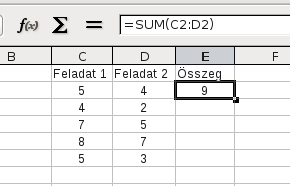 f(x) Σ = =SUM(C2:D2)
B C D E F
Feladat 1 Feladat 2 Összeg
5 4 9
4 2
7 5
8 7
5 3